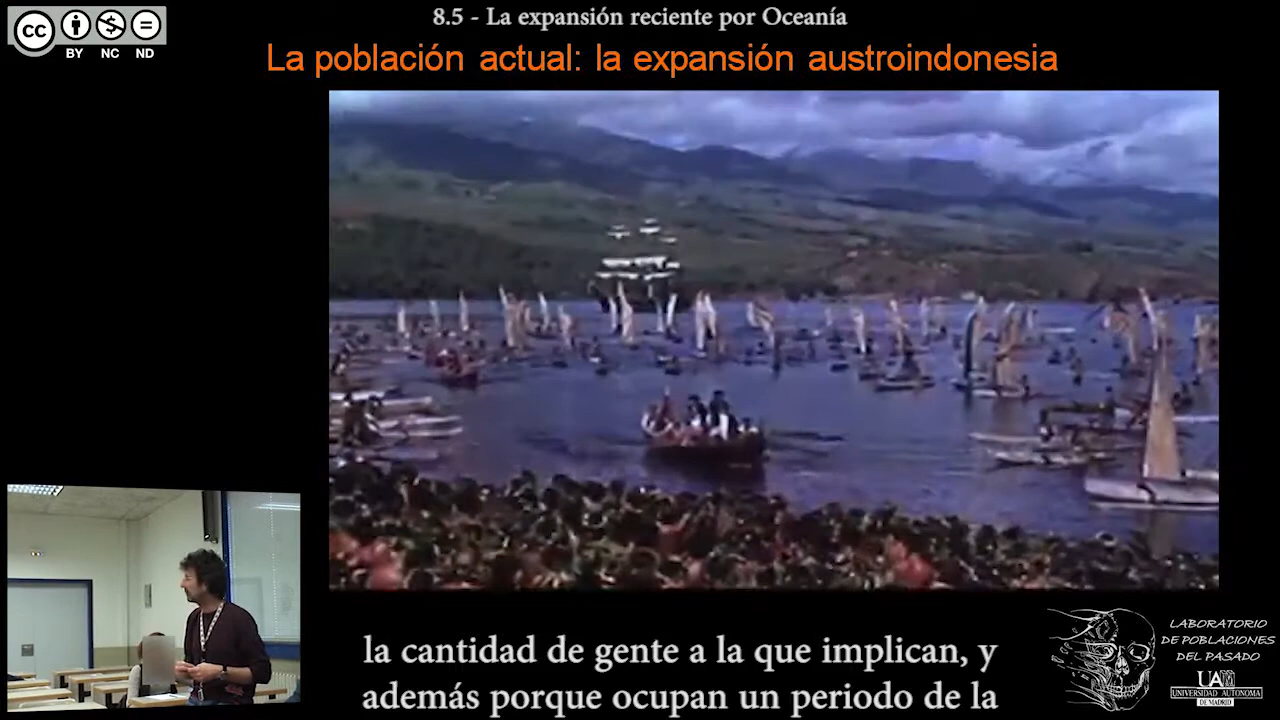 8.5 - La expansión reciente por Oceanía
La población actual: la expansión austroindonesia
cc
BY NC ND
la cantidad de gente a la que implican, y
además porque ocupan un periodo de la
LABORATORIO
DE POBLACIONES
DEL PASADO
UAM
UNIVERSIDAD AUTONOMA
DE MADRID